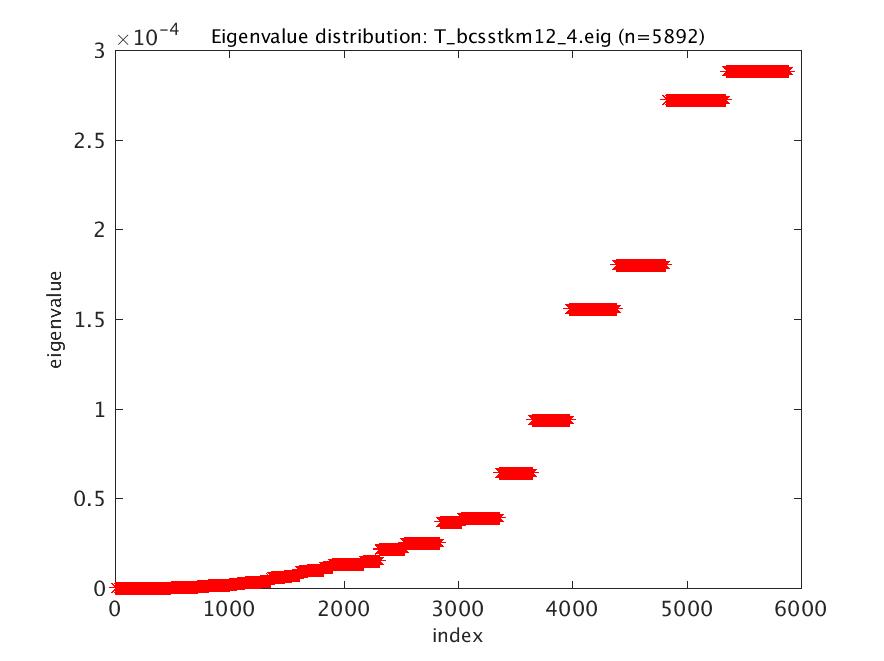 Eigenvalue distribution: T_bcsstkm12_4.eig (n=5892)
×10⁻⁴
3
2.5
2
1.5
1
0.5
0
eigenvalue
0 1000 2000 3000 4000 5000 6000
index